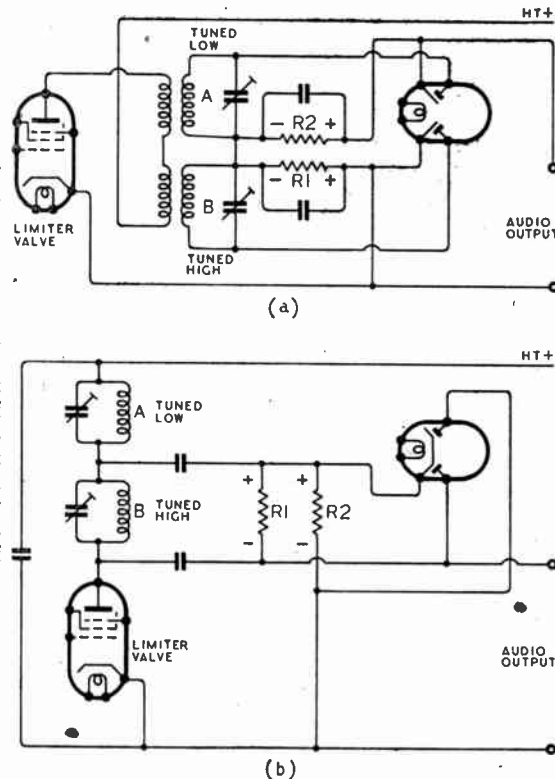 HT+
TUNED
LOW
A
- R2 +
- R1 +
B
LIMITER
VALVE
TUNED
HIGH
AUDIO
OUTPUT
(a)
HT+
A TUNED
LOW
B TUNED
HIGH
+ +
R1 R2
- -
LIMITER
VALVE
AUDIO
OUTPUT
(b)